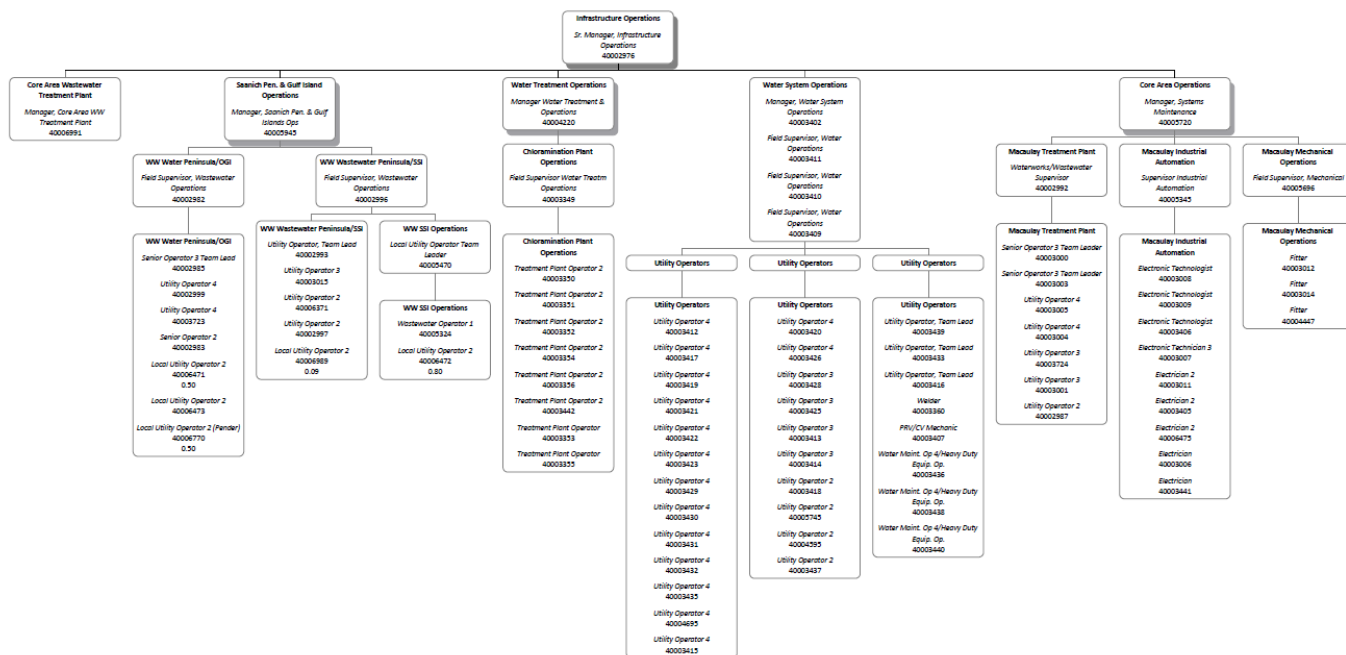 Infrastructure Operations
Sr. Manager, Infrastructure
Operations
40002976
Core Area Wastewater
Treatment Plant
Manager, Core Area WW
Treatment Plant
40006991
Saanich Pen. & Gulf Island
Operations
Manager, Saanich Pen. & Gulf
Islands Ops
40005945
Water Treatment Operations
Manager Water Treatment &
Operations
40004220
Water System Operations
Manager, Water System
Operations
40003402
Field Supervisor, Water
Operations
40003411
Field Supervisor, Water
Operations
40003410
Field Supervisor, Water
Operations
40003409
Core Area Operations
Manager, Systems
Maintenance
40005720
WW Water Peninsula/OGI
Field Supervisor, Wastewater
Operations
40002982
WW Wastewater Peninsula/SSI
Field Supervisor, Wastewater
Operations
40002996
Chloramination Plant
Operations
Field Supervisor Water Treatm
Operations
40003349
Macaulay Treatment Plant
Waterworks/Wastewater
Supervisor
40002992
Macaulay Industrial
Automation
Supervisor Industrial
Automation
40005345
Macaulay Mechanical
Operations
Field Supervisor, Mechanical
40005696
WW Water Peninsula/OGI
Senior Operator 3 Team Lead
40002985
Utility Operator 4
40002999
Utility Operator 4
40003723
Senior Operator 2
40002983
Local Utility Operator 2
40006471
0.50
Local Utility Operator 2
40006473
Local Utility Operator 2 (Pender)
40006770
0.50
WW Wastewater Peninsula/SSI
Utility Operator, Team Lead
40002993
Utility Operator 3
40003015
Utility Operator 2
40006371
Utility Operator 2
40002997
Local Utility Operator 2
40006989
0.09
WW SSI Operations
Local Utility Operator Team
Leader
40005470
WW SSI Operations
Wastewater Operator 1
40005324
Local Utility Operator 2
40006472
0.80
Chloramination Plant
Operations
Treatment Plant Operator 2
40003350
Treatment Plant Operator 2
40003351
Treatment Plant Operator 2
40003352
Treatment Plant Operator 2
40003354
Treatment Plant Operator 2
40003356
Treatment Plant Operator 2
40003442
Treatment Plant Operator
40003353
Treatment Plant Operator
40003355
Utility Operators
Utility Operators
Utility Operator 4
40003412
Utility Operator 4
40003417
Utility Operator 4
40003419
Utility Operator 4
40003421
Utility Operator 4
40003422
Utility Operator 4
40003423
Utility Operator 4
40003429
Utility Operator 4
40003430
Utility Operator 4
40003431
Utility Operator 4
40003432
Utility Operator 4
40003435
Utility Operator 4
40004695
Utility Operator 4
40003415
Utility Operators
Utility Operators
Utility Operator 4
40003420
Utility Operator 4
40003426
Utility Operator 3
40003428
Utility Operator 3
40003425
Utility Operator 3
40003413
Utility Operator 3
40003414
Utility Operator 2
40003418
Utility Operator 2
40005745
Utility Operator 2
40004595
Utility Operator 2
40003437
Utility Operators
Utility Operators
Utility Operator, Team Lead
40003439
Utility Operator, Team Lead
40003433
Utility Operator, Team Lead
40003416
Welder
40003360
PRV/CV Mechanic
40003407
Water Maint. Op 4/Heavy Duty
Equip. Op.
40003436
Water Maint. Op 4/Heavy Duty
Equip. Op.
40003438
Water Maint. Op 4/Heavy Duty
Equip. Op.
40003440
Macaulay Treatment Plant
Senior Operator 3 Team Leader
40003000
Senior Operator 3 Team Leader
40003003
Utility Operator 4
40003005
Utility Operator 4
40003004
Utility Operator 3
40003724
Utility Operator 3
40003001
Utility Operator 2
40002987
Macaulay Industrial
Automation
Electronic Technologist
40003008
Electronic Technologist
40003009
Electronic Technologist
40003406
Electronic Technician 3
40003007
Electrician 2
40003011
Electrician 2
40003405
Electrician 2
40006475
Electrician
40003006
Electrician
40003441
Macaulay Mechanical
Operations
Fitter
40003012
Fitter
40003014
Fitter
40004447